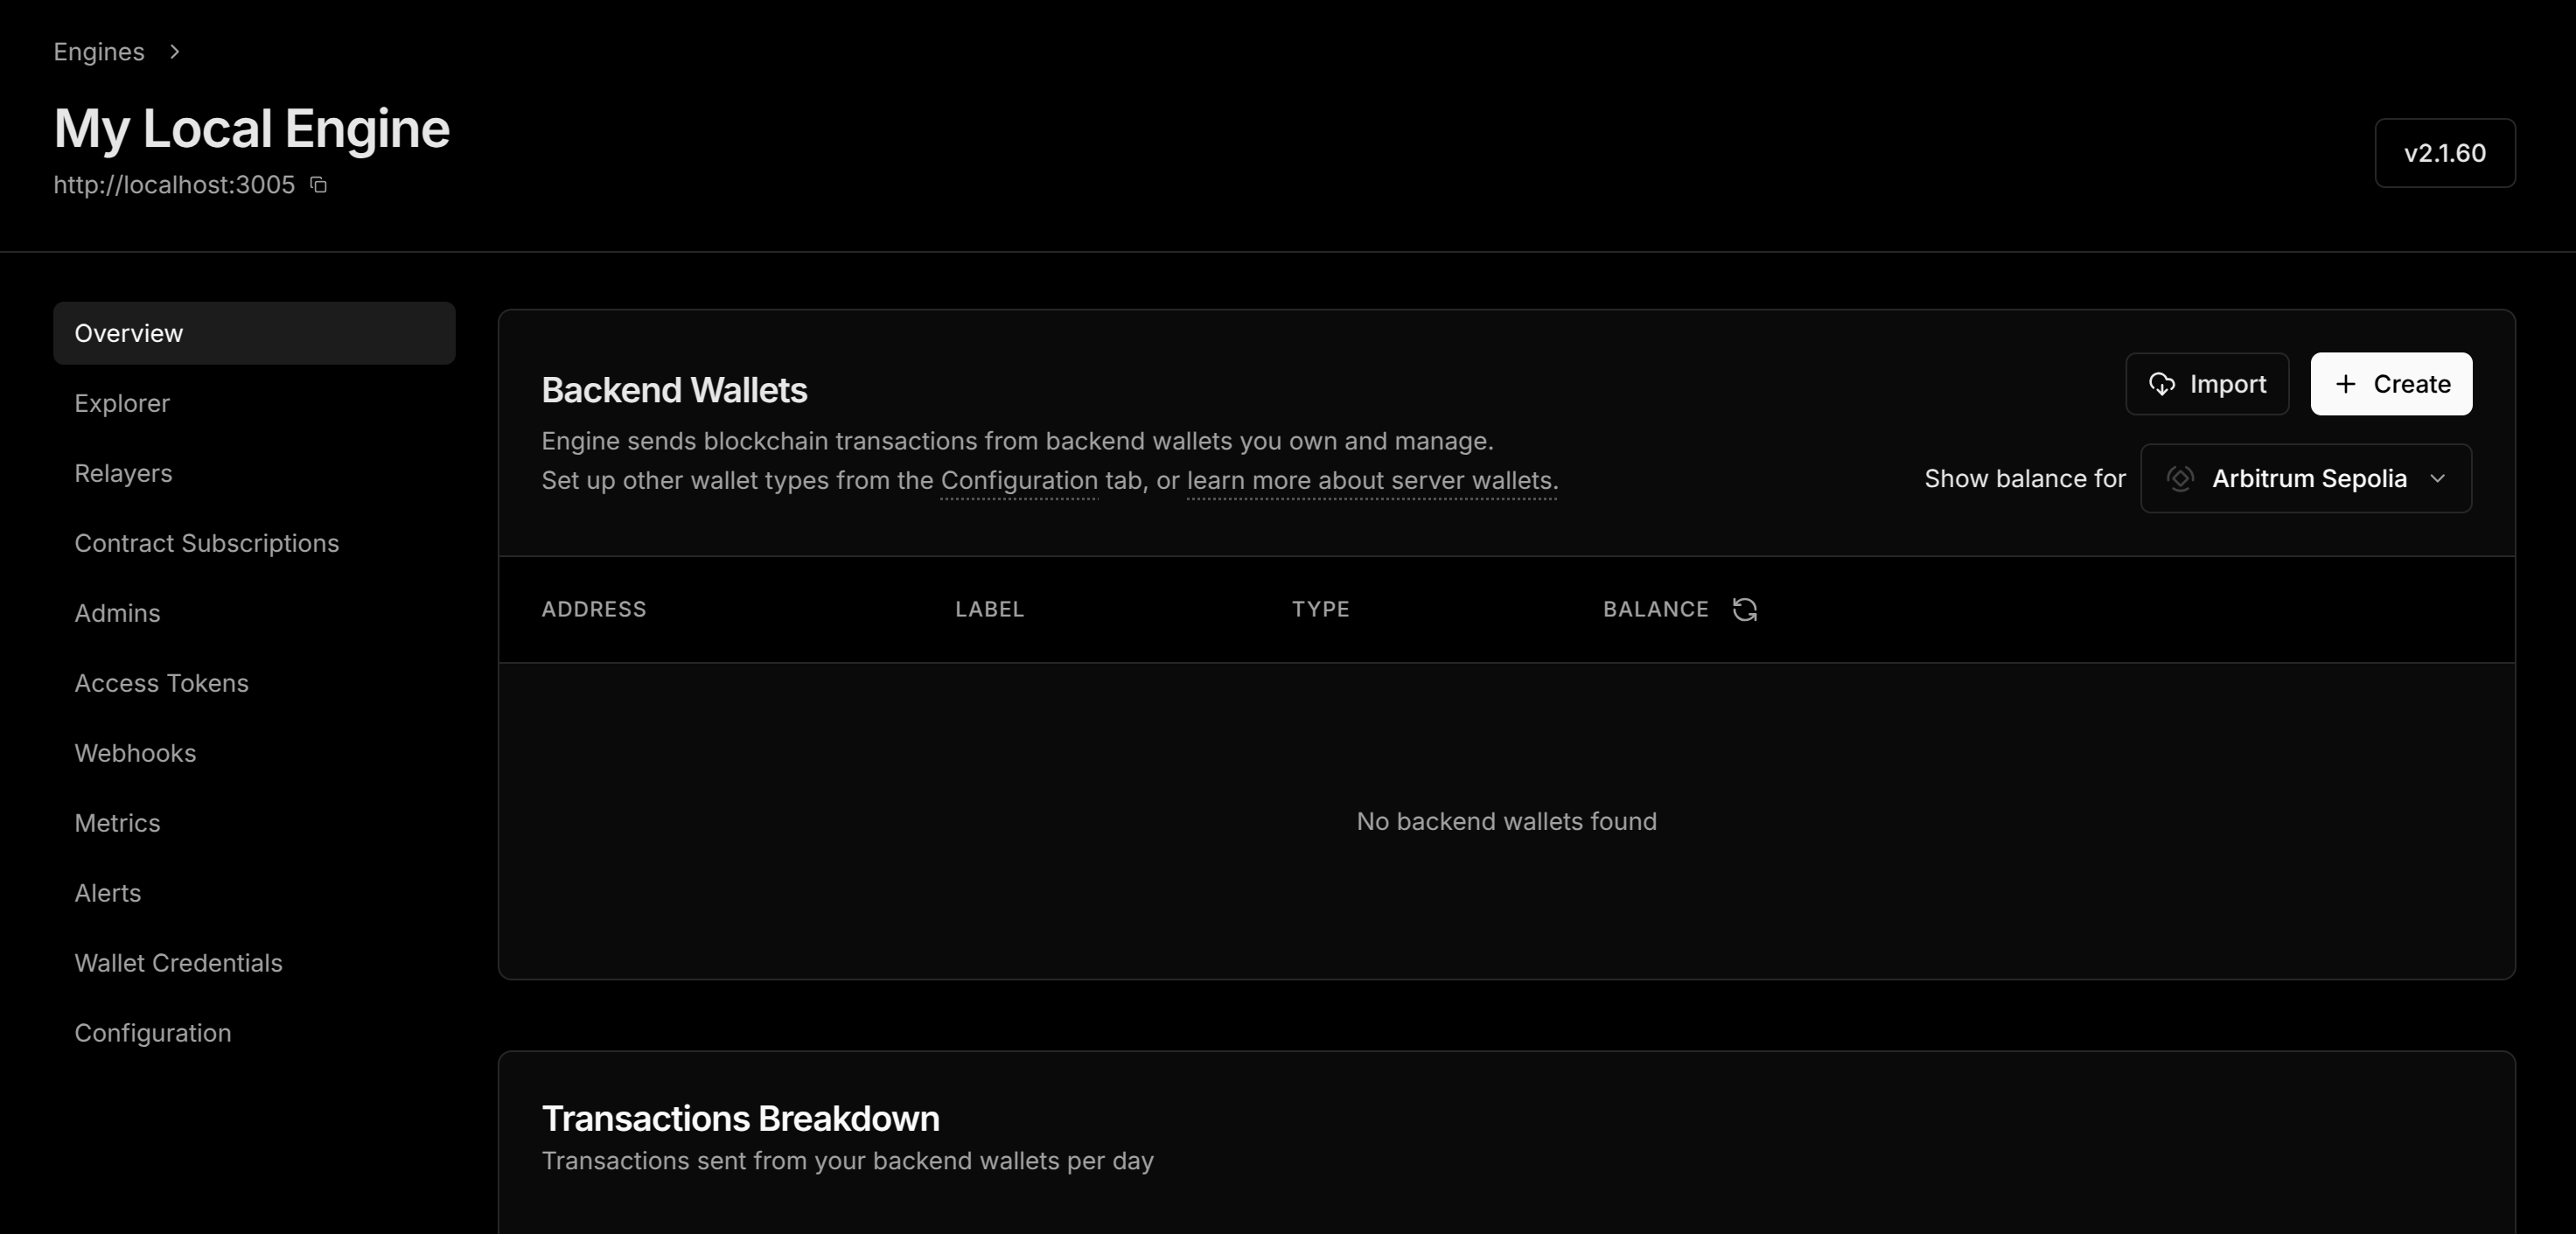 Engines
My Local Engine
http://localhost:3005
v2.1.60
Overview
Explorer
Relayers
Contract Subscriptions
Admins
Access Tokens
Webhooks
Metrics
Alerts
Wallet Credentials
Configuration
Backend Wallets
Engine sends blockchain transactions from backend wallets you own and manage.
Set up other wallet types from the Configuration tab, or learn more about server wallets.
Import
Create
Show balance for
Arbitrum Sepolia
ADDRESS LABEL TYPE BALANCE
No backend wallets found
Transactions Breakdown
Transactions sent from your backend wallets per day